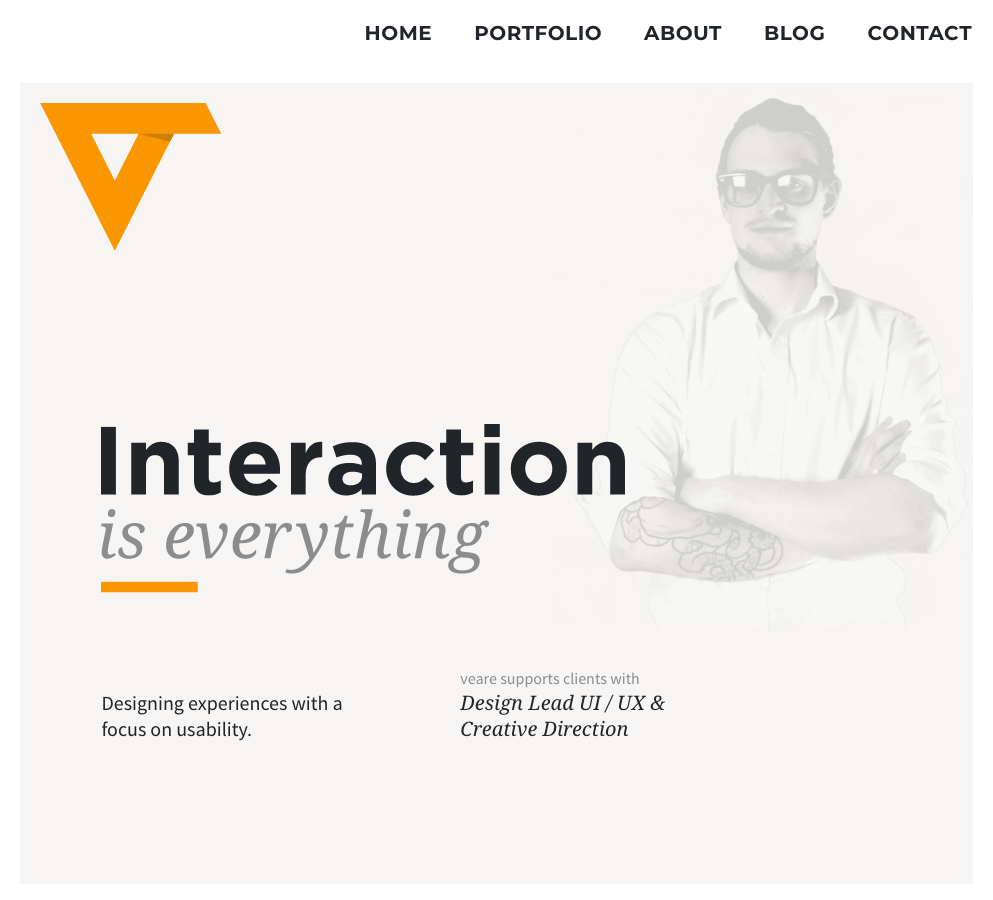 HOME PORTFOLIO ABOUT BLOG CONTACT
Interaction
is everything
Designing experiences with a
focus on usability.
veare supports clients with
Design Lead UI / UX &
Creative Direction